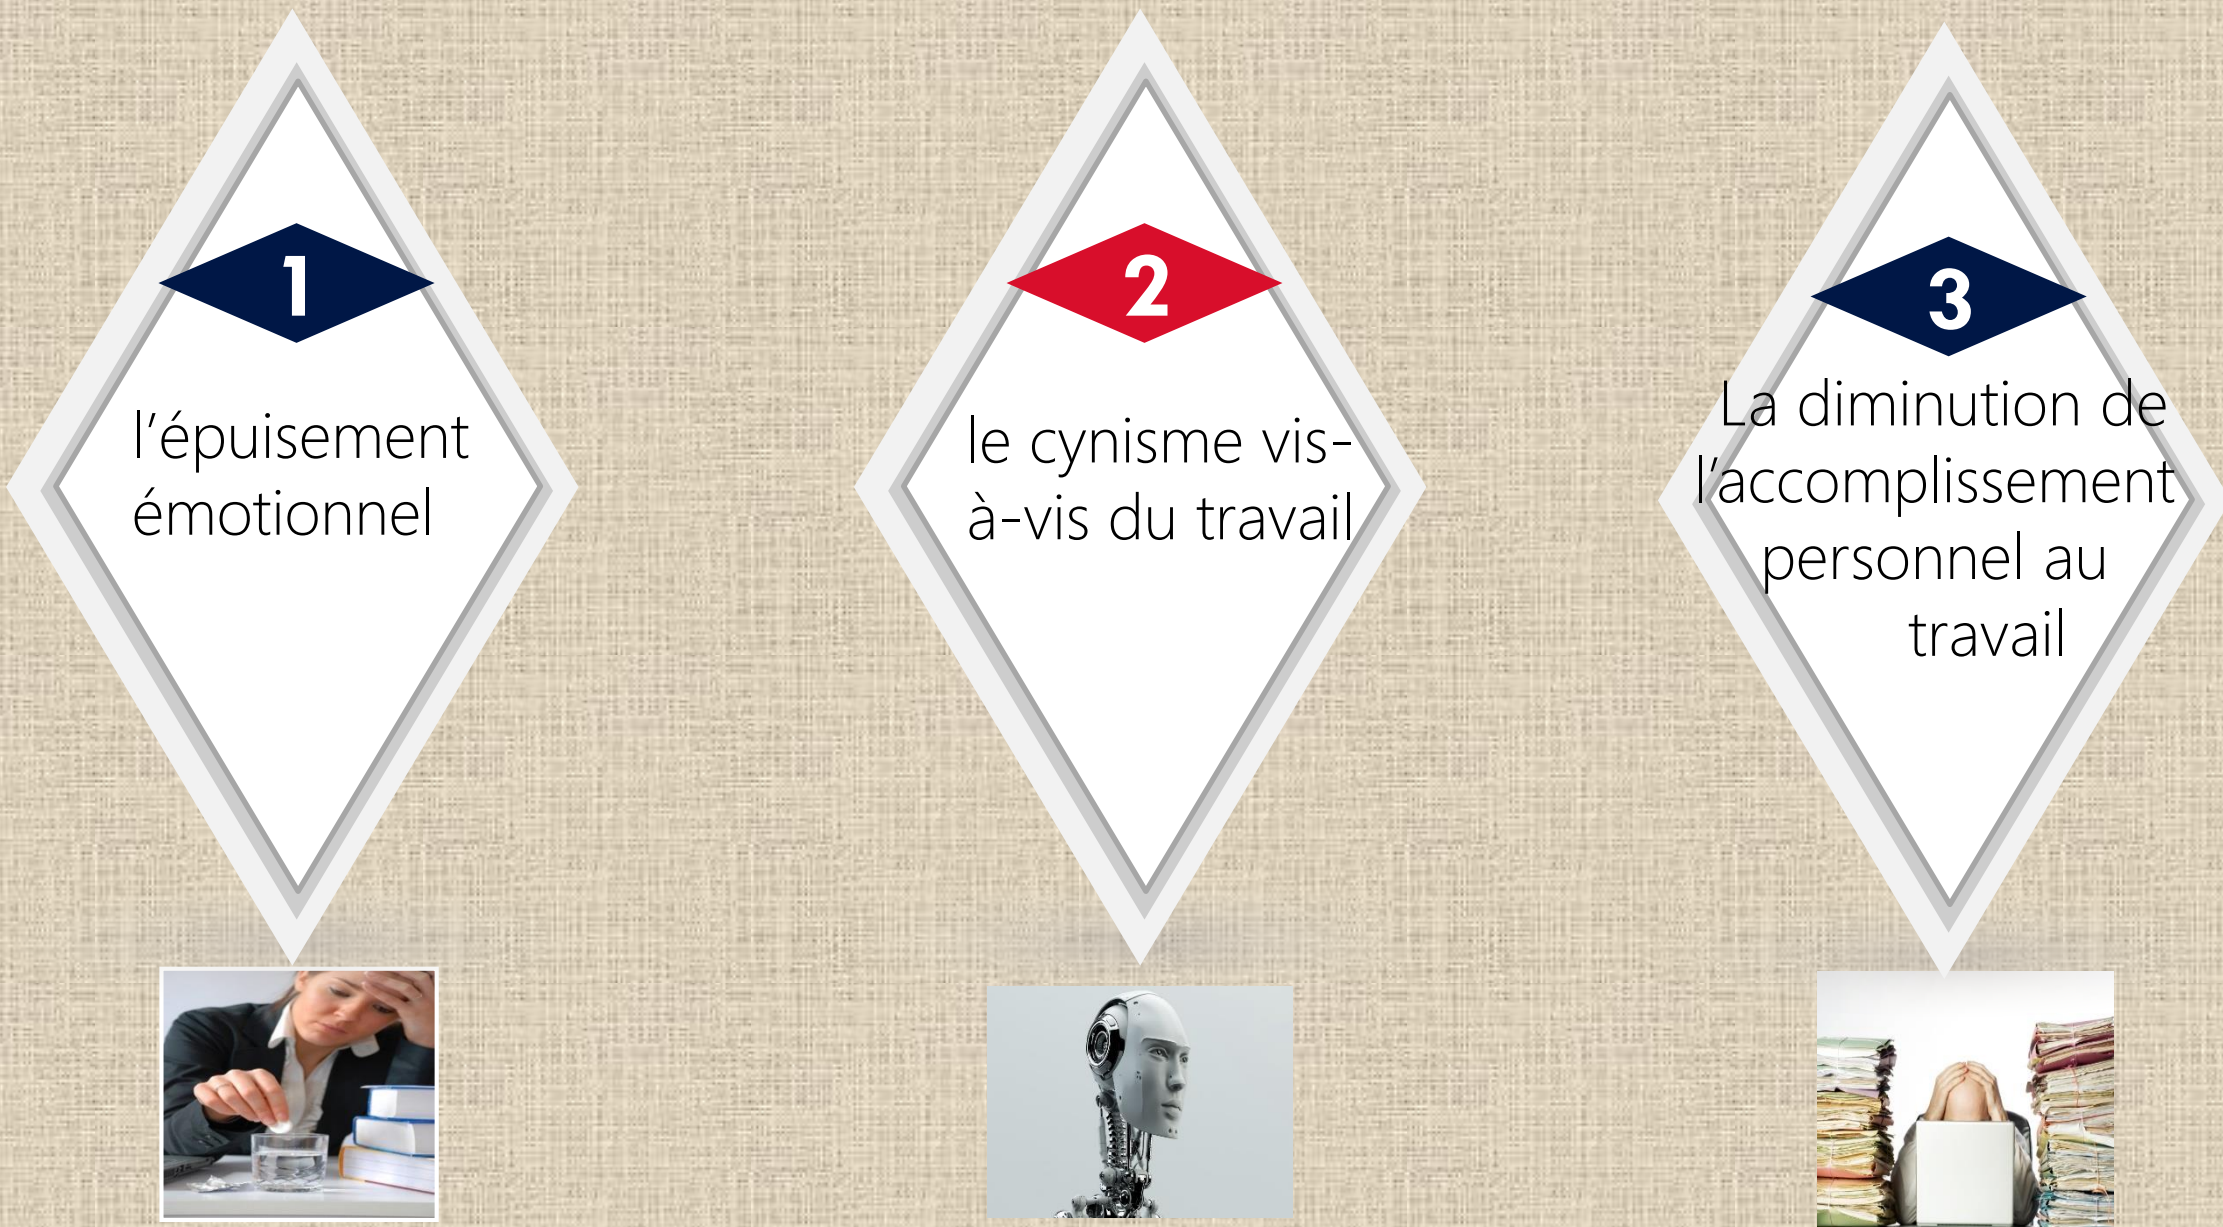 1
l’épuisement
émotionnel
2
le cynisme vis-
à-vis du travail
3
La diminution de
l’accomplissement
personnel au
travail